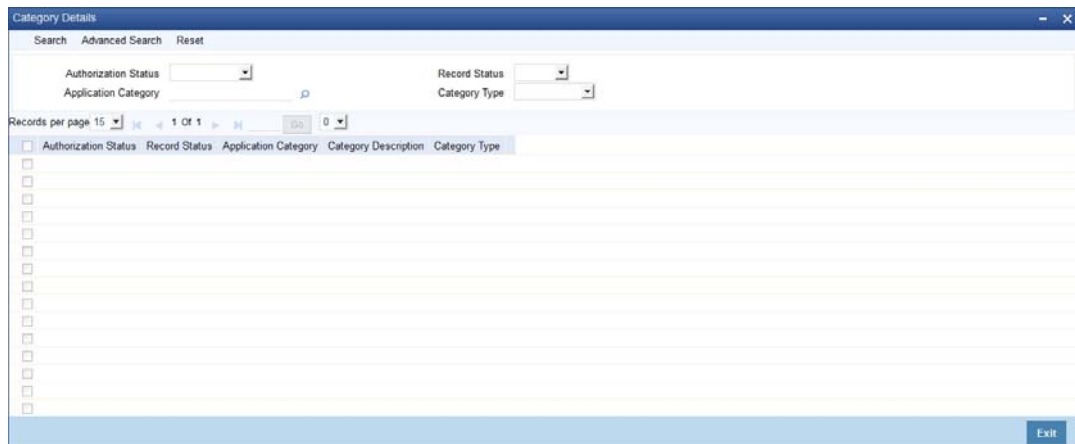 Category Details
Search Advanced Search Reset
Authorization Status Record Status
Application Category Category Type
Records per page 15 1 Of 1 Go 0
Authorization Status Record Status Application Category Category Description Category Type
Exit